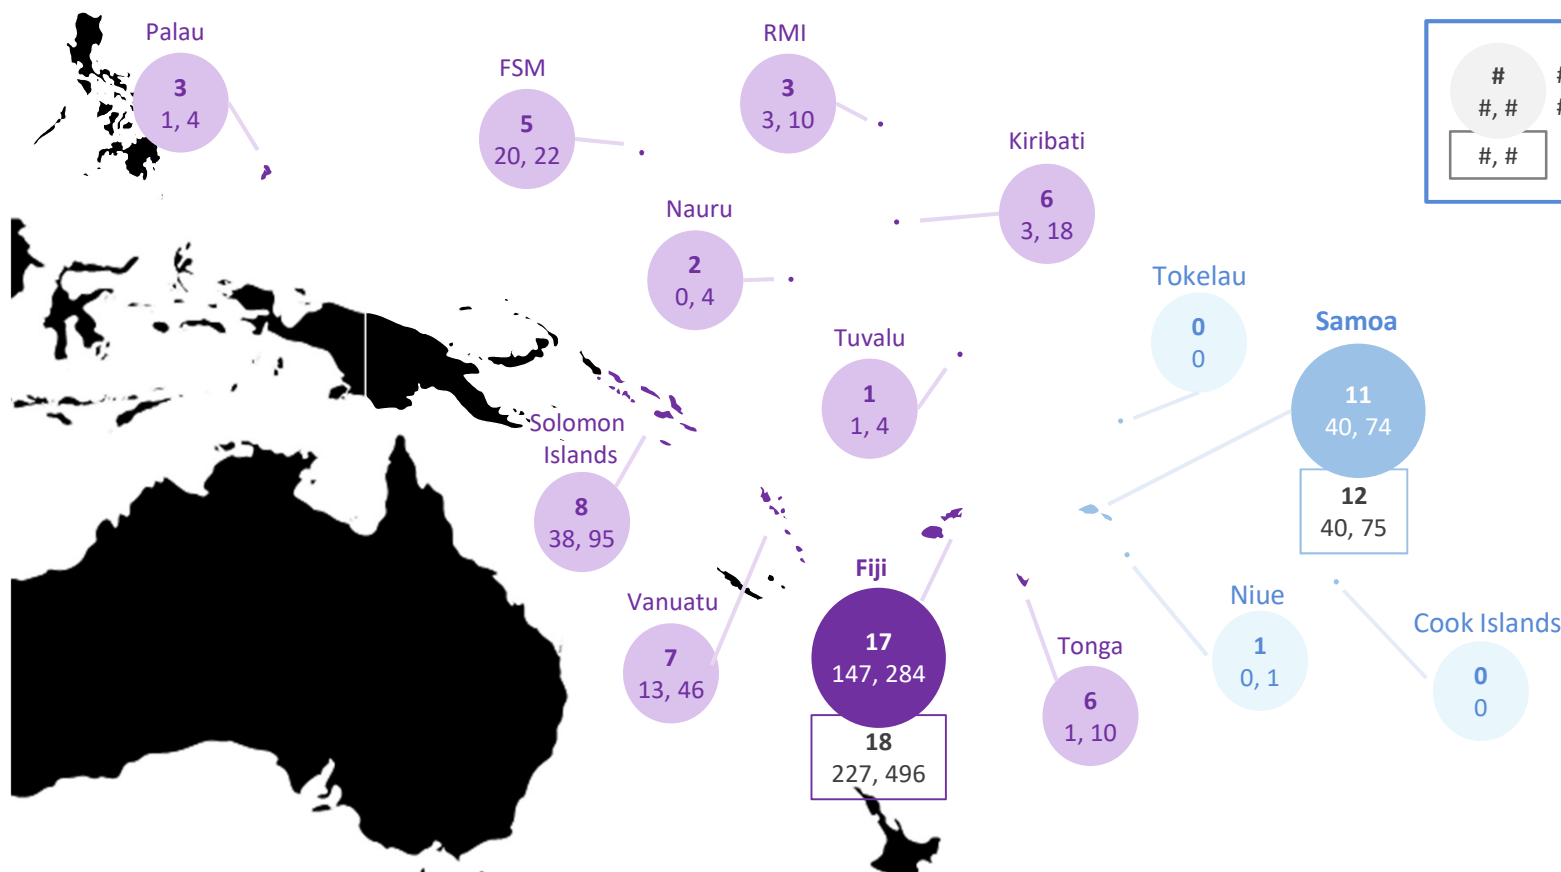 Palau
3
1, 4
FSM
5
20, 22
RMI
3
3, 10
Kiribati
6
3, 18
#
#, #
#, #
#
#
Nauru
2
0, 4
Tokelau
0
0
Samoa
11
40, 74
12
40, 75
Tuvalu
1
1, 4
Solomon
Islands
8
38, 95
Vanuatu
7
13, 46
Fiji
17
147, 284
18
227, 496
Tonga
6
1, 10
Niue
1
0, 1
Cook Islands
0
0